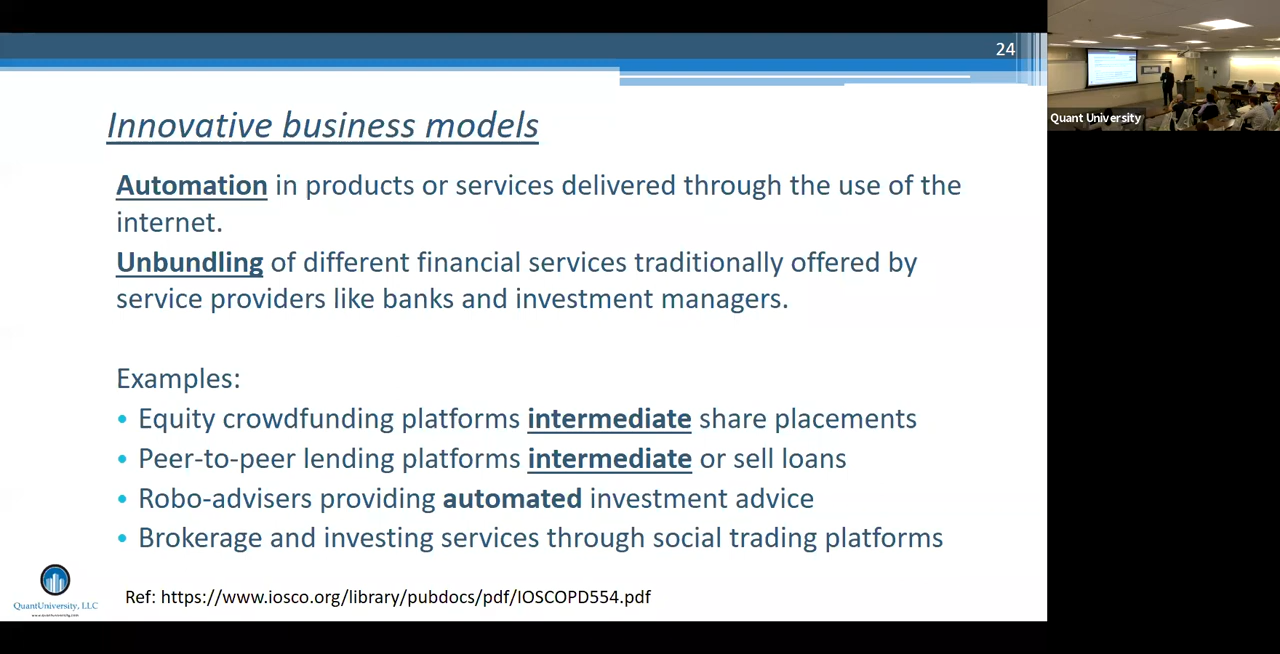 24
Innovative business models
Automation in products or services delivered through the use of the
internet.
Unbundling of different financial services traditionally offered by
service providers like banks and investment managers.
Examples:
• Equity crowdfunding platforms intermediate share placements
• Peer-to-peer lending platforms intermediate or sell loans
• Robo-advisers providing automated investment advice
• Brokerage and investing services through social trading platforms
Ref: https://www.iosco.org/library/pubdocs/pdf/IOSCOPD554.pdf
QuantUniversity, LLC
Quant University